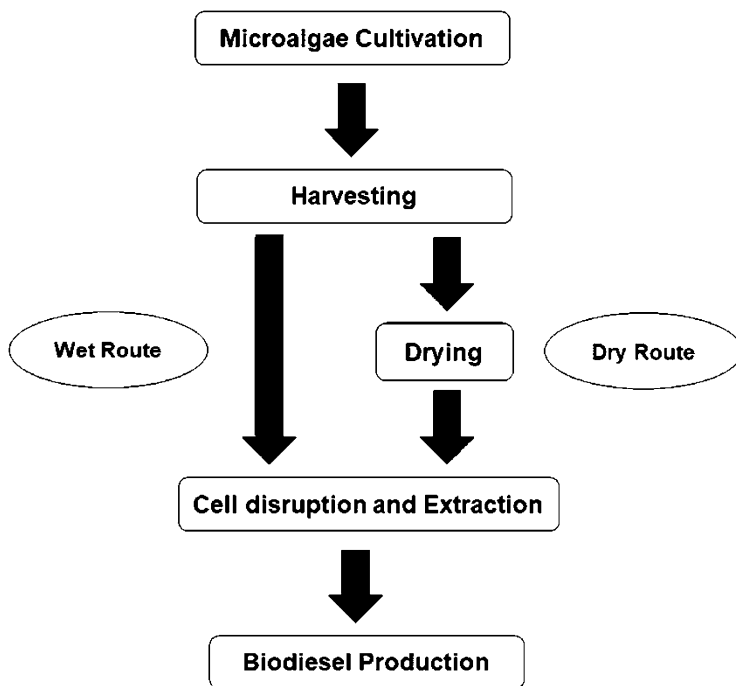 Microalgae Cultivation
Harvesting
Wet Route
Drying
Dry Route
Cell disruption and Extraction
Biodiesel Production